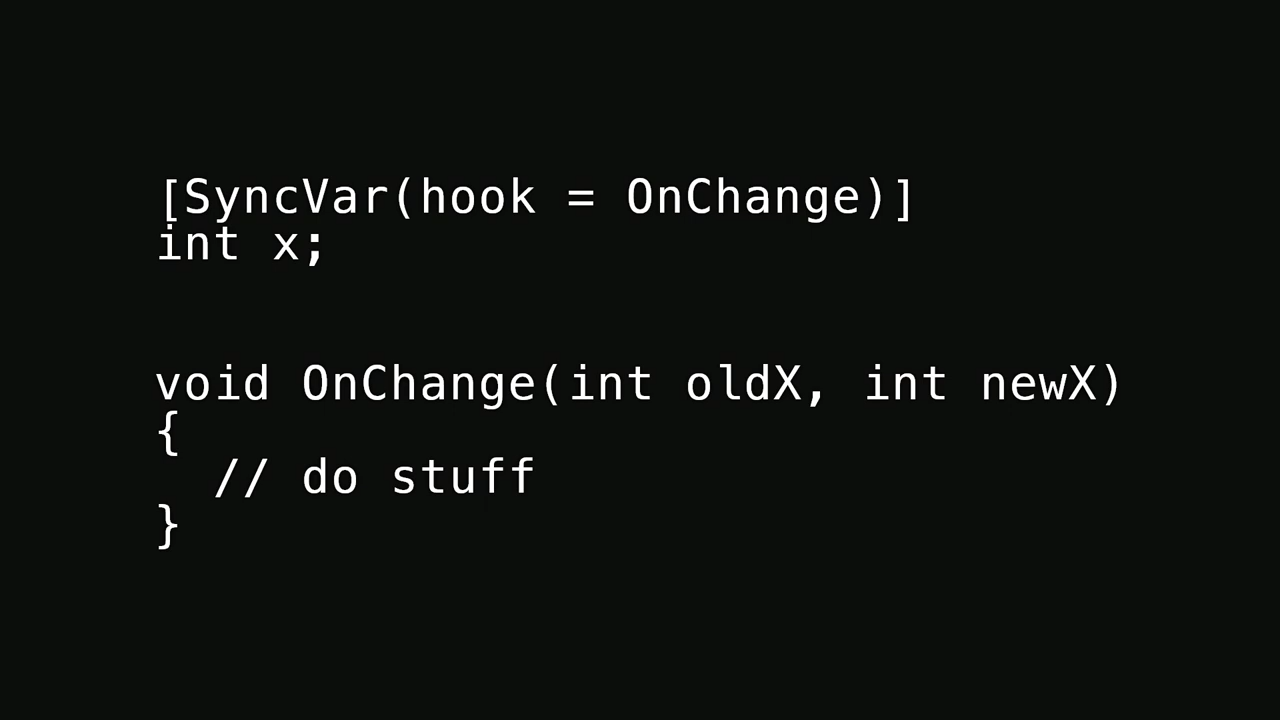 [SyncVar(hook = OnChange)]
int x;
void OnChange(int oldX, int newX)
{
  // do stuff
}